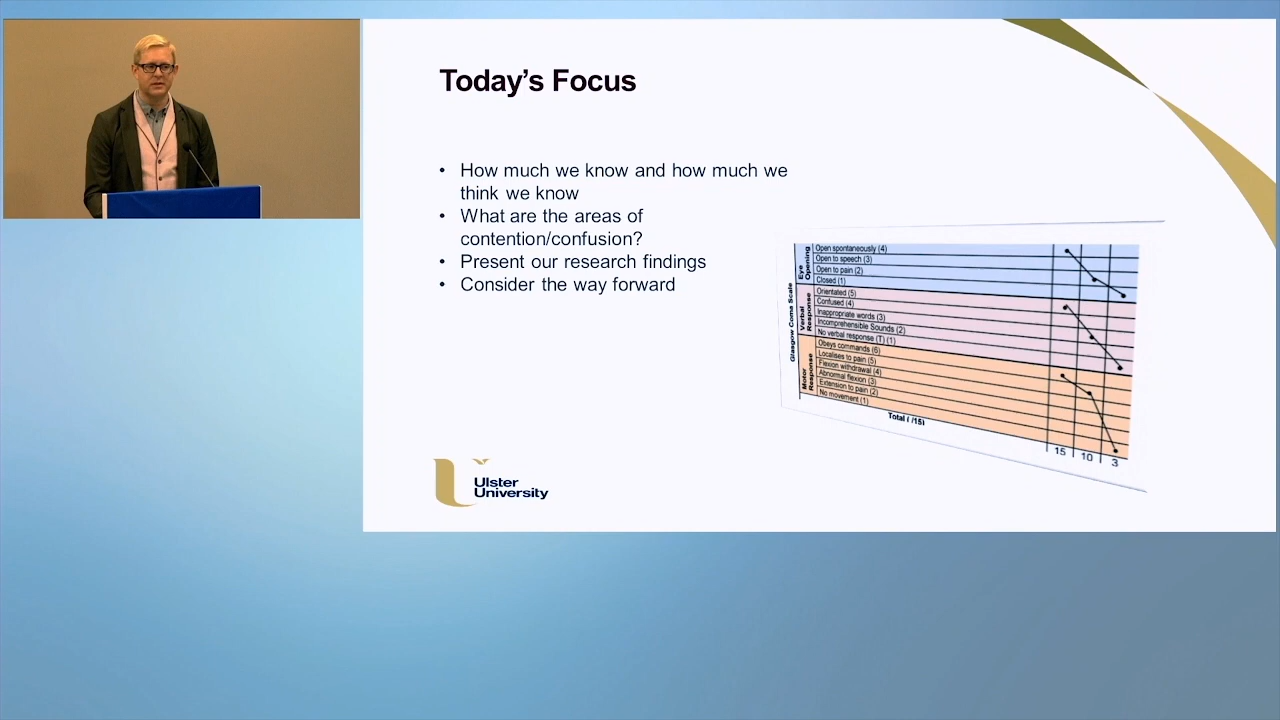 Today's Focus
• How much we know and how much we
think we know
• What are the areas of
contention/confusion?
• Present our research findings
• Consider the way forward
Glasgow Coma Scale
Eye
Opening
Open spontaneously (4)
Open to speech (3)
Open to pain (2)
Closed (1)
Verbal
Response
Orientated (5)
Confused (4)
Inappropriate words (3)
Incomprehensible Sounds (2)
No verbal response (T) (1)
Motor
Response
Obeys commands (6)
Localises to pain (5)
Flexion withdrawal (4)
Abnormal flexion (3)
Extension to pain (2)
No movement (1)
Total ( /15)
15 10 3
Ulster
University